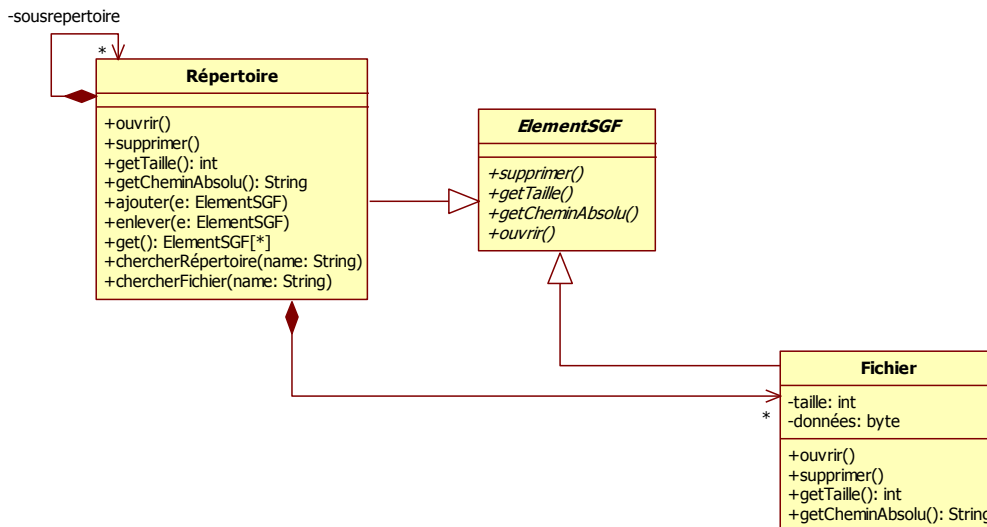 -sousrepertoire
*
Répertoire
+ouvrir()
+supprimer()
+getTaille(): int
+getCheminAbsolu(): String
+ajouter(e: ElementSGF)
+enlever(e: ElementSGF)
+get(): ElementSGF[*]
+chercherRépertoire(name: String)
+chercherFichier(name: String)
ElementSGF
+supprimer()
+getTaille()
+getCheminAbsolu()
+ouvrir()
*
Fichier
-taille: int
-données: byte
+ouvrir()
+supprimer()
+getTaille(): int
+getCheminAbsolu(): String